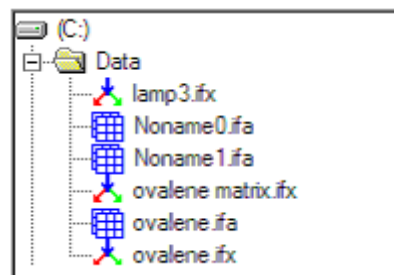 (C:)
Data
lamp3.ifx
Noname0.ifa
Noname1.ifa
ovalene matrix.ifx
ovalene.ifa
ovalene.ifx